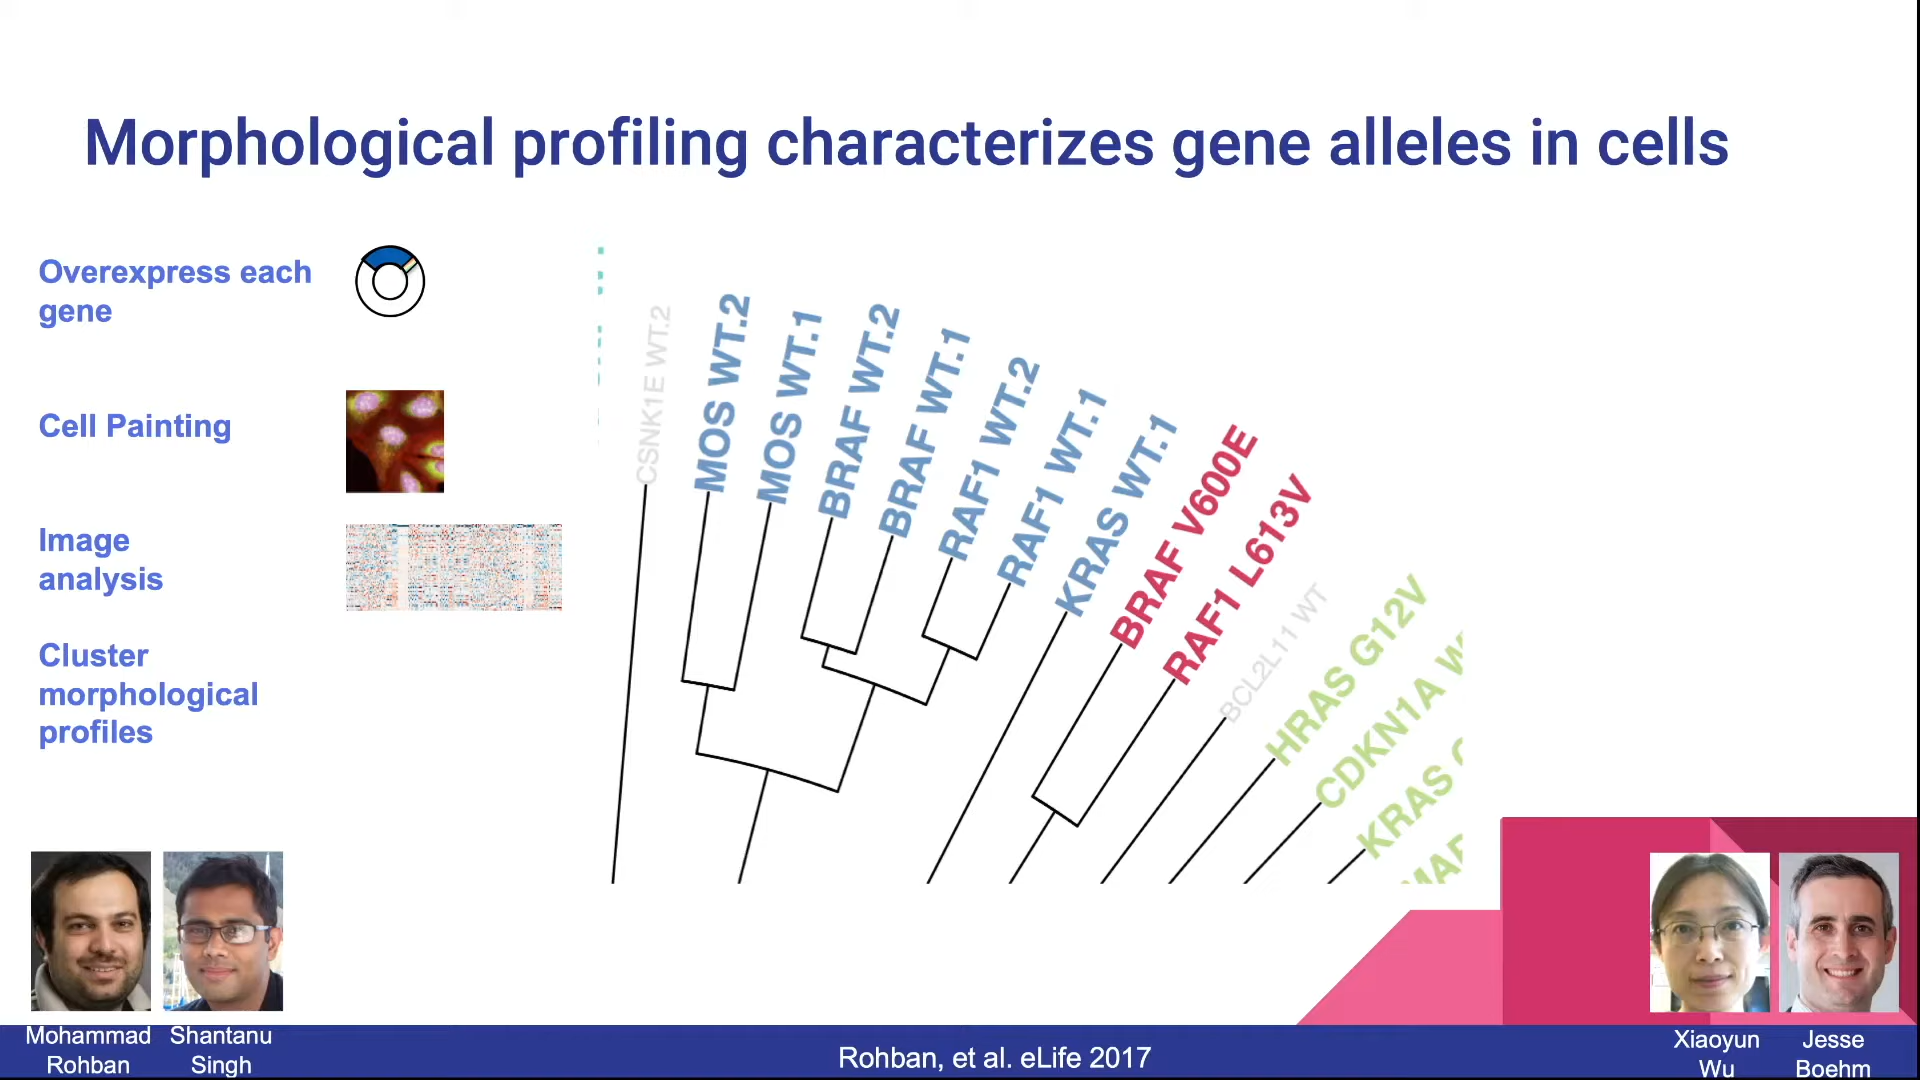 Morphological profiling characterizes gene alleles in cells
Overexpress each
gene
Cell Painting
Image
analysis
Cluster
morphological
profiles
CSNK1E WT.2
MOS WT.2
MOS WT.1
BRAF WT.2
BRAF WT.1
RAF1 WT.2
RAF1 WT.1
KRAS WT.1
BRAF V600E
RAF1 L613V
BCL2L11 WT
HRAS G12V
CDKN1A
KRAS
Mohammad
Rohban
Shantanu
Singh
Rohban, et al. eLife 2017
Xiaoyun
Wu
Jesse
Boehm